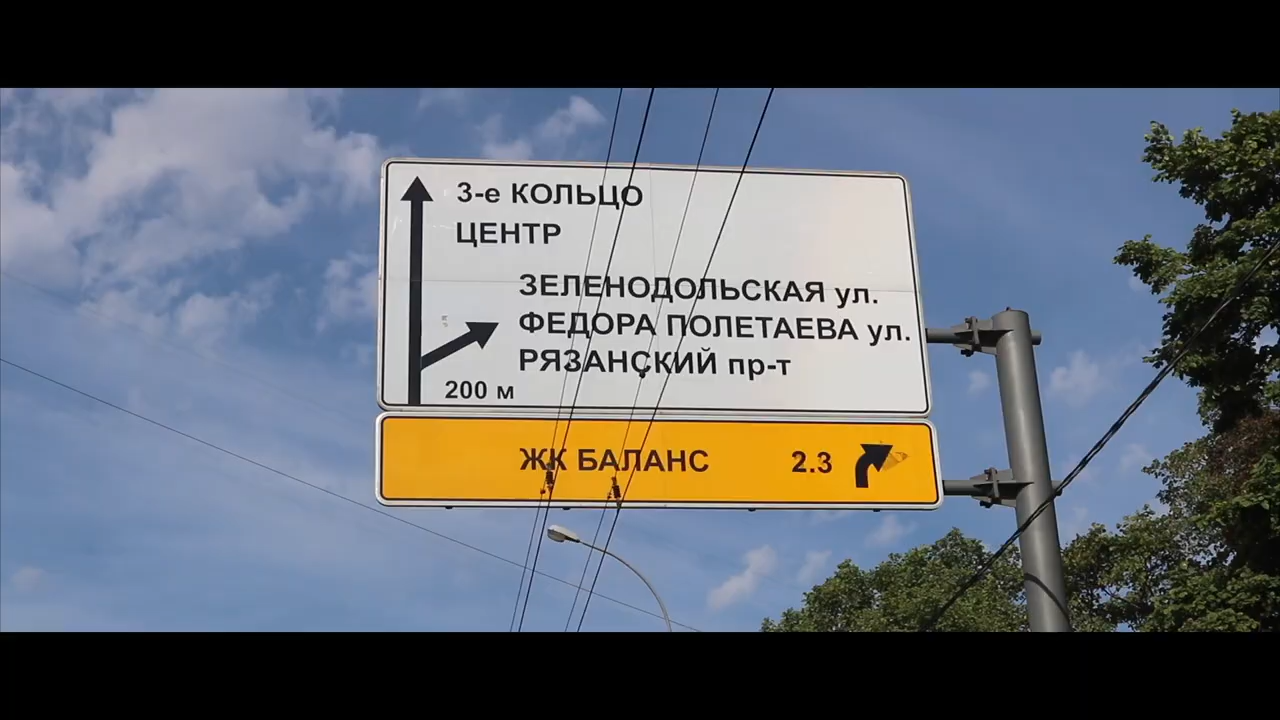 3-е КОЛЬЦО
ЦЕНТР
ЗЕЛЕНОДОЛЬСКАЯ ул.
ФЕДОРА ПОЛЕТАЕВА ул.
РЯЗАНСКИЙ пр-т
200 м
ЖК БАЛАНС 2.3